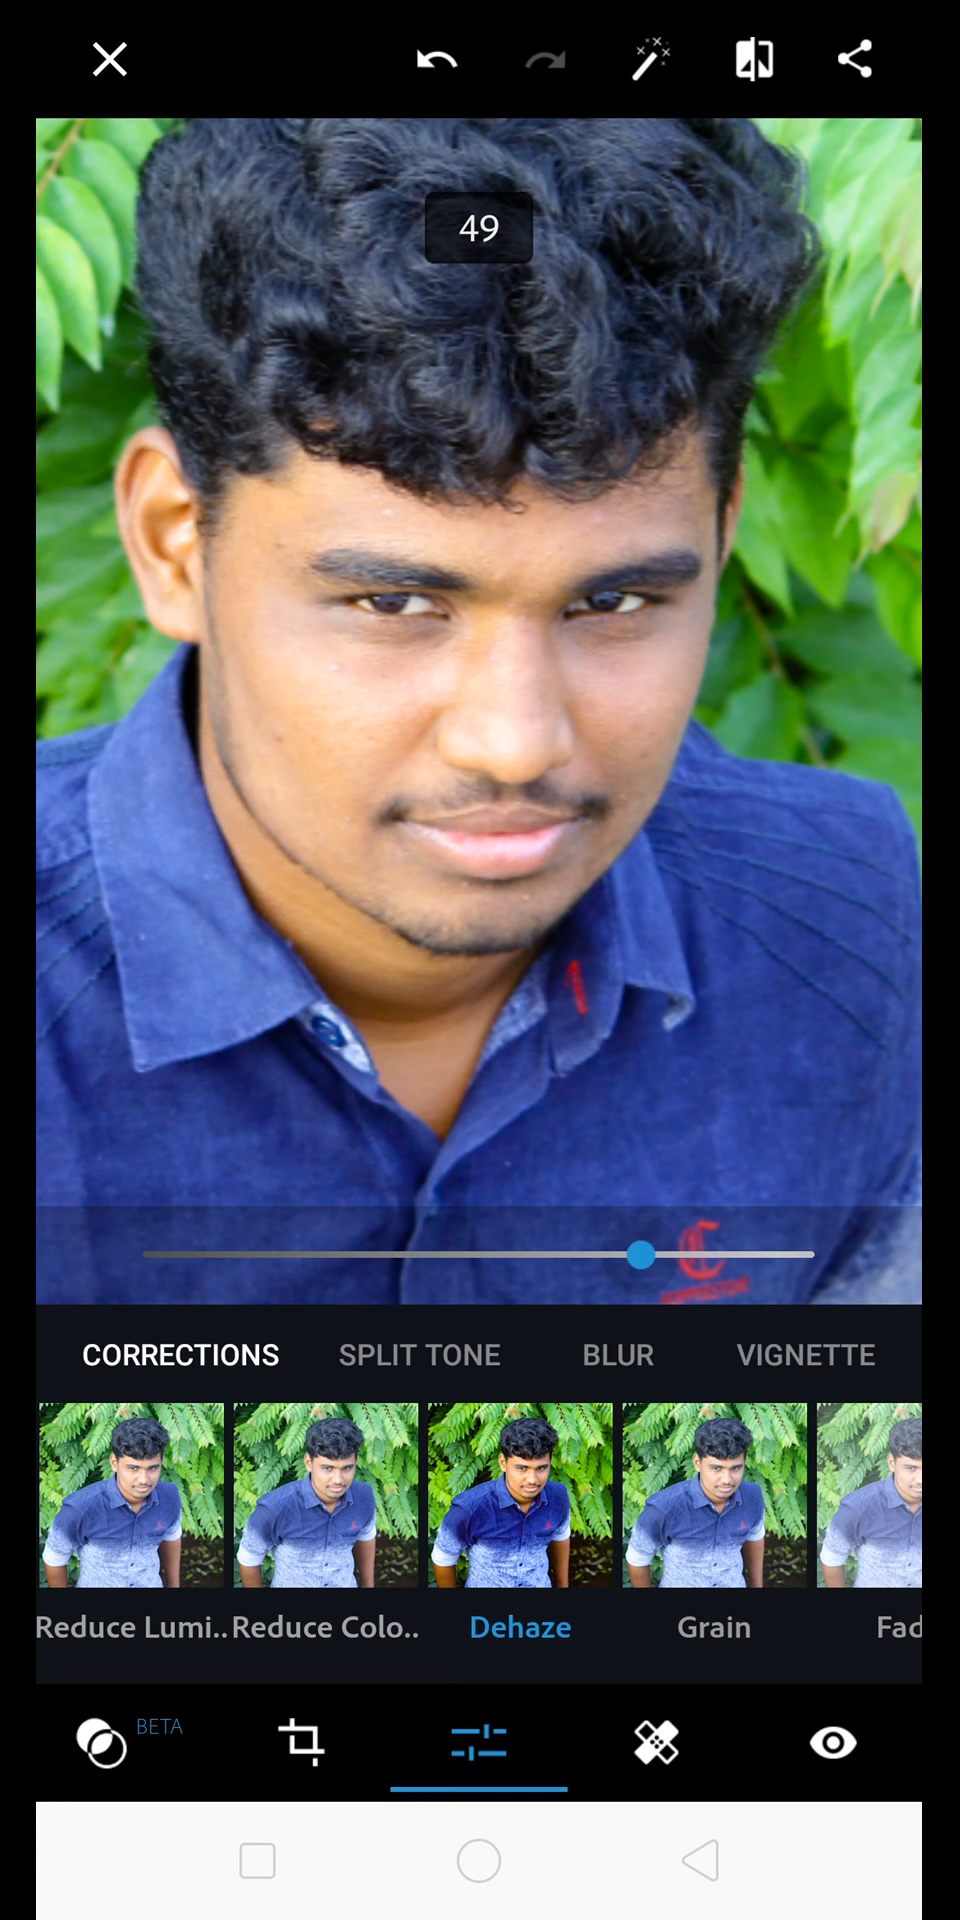 49
CORRECTIONS SPLIT TONE BLUR VIGNETTE
Reduce Lumi.. Reduce Colo.. Dehaze Grain Fad
BETA